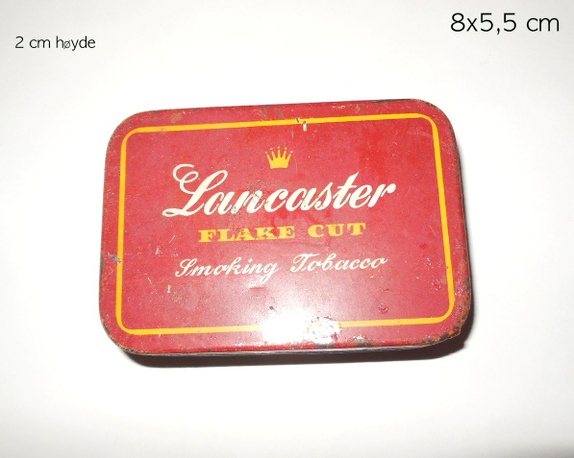 8x5,5 cm
2 cm høyde
Lancaster
FLAKE CUT
Smoking Tobacco